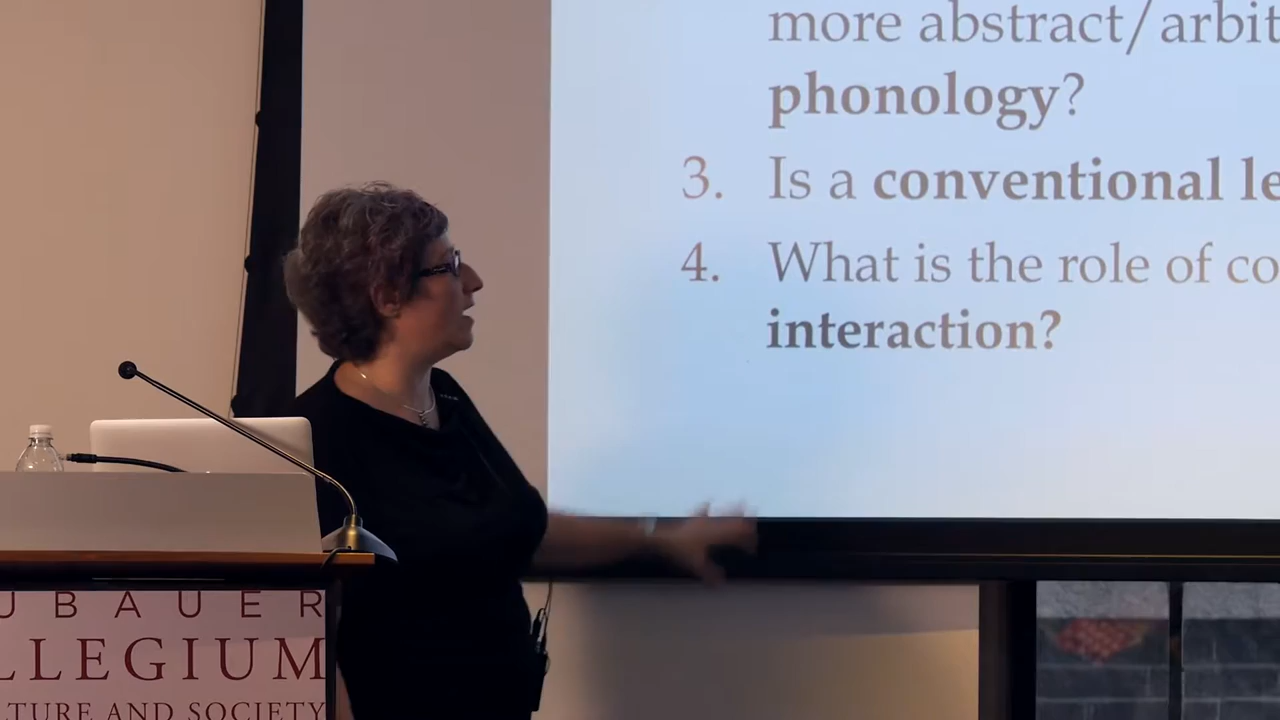 more abstract/arbit
phonology?
3. Is a conventional le
4. What is the role of co
interaction?
UBAUER
LLEGIUM
TURE AND SOCIETY